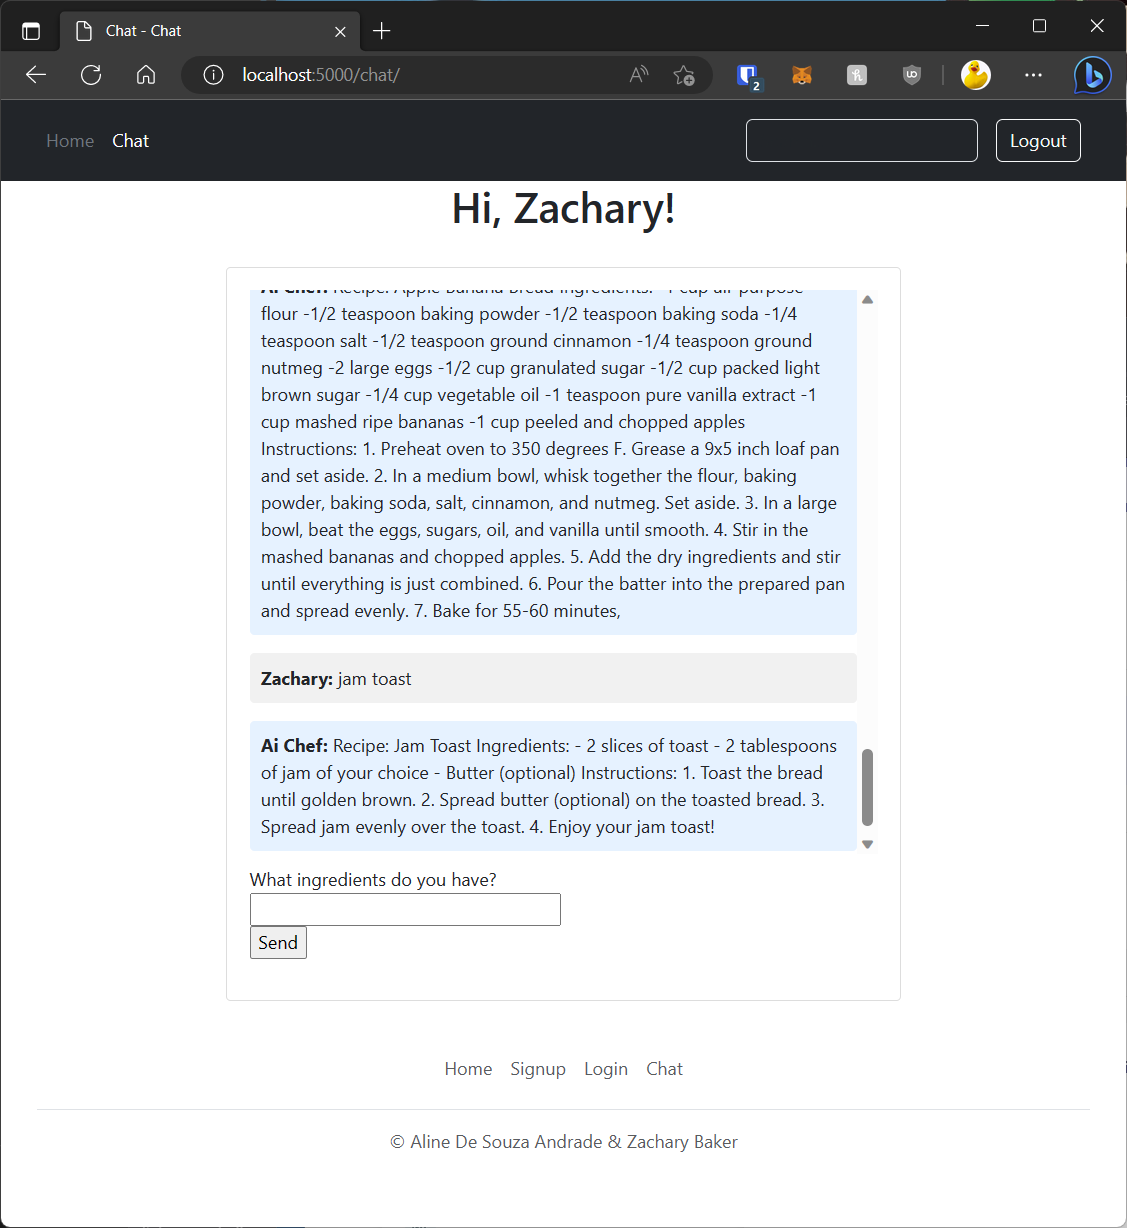 Chat - Chat
localhost:5000/chat/
2
Home Chat
Logout
Hi, Zachary!
Ai Chef: Recipe: Apple Banana Bread Ingredients: -1 cup all-purpose
flour -1/2 teaspoon baking powder -1/2 teaspoon baking soda -1/4
teaspoon salt -1/2 teaspoon ground cinnamon -1/4 teaspoon ground
nutmeg -2 large eggs -1/2 cup granulated sugar -1/2 cup packed light
brown sugar -1/4 cup vegetable oil -1 teaspoon pure vanilla extract -1
cup mashed ripe bananas -1 cup peeled and chopped apples
Instructions: 1. Preheat oven to 350 degrees F. Grease a 9x5 inch loaf pan
and set aside. 2. In a medium bowl, whisk together the flour, baking
powder, baking soda, salt, cinnamon, and nutmeg. Set aside. 3. In a large
bowl, beat the eggs, sugars, oil, and vanilla until smooth. 4. Stir in the
mashed bananas and chopped apples. 5. Add the dry ingredients and stir
until everything is just combined. 6. Pour the batter into the prepared pan
and spread evenly. 7. Bake for 55-60 minutes,
Zachary: jam toast
Ai Chef: Recipe: Jam Toast Ingredients: - 2 slices of toast - 2 tablespoons
of jam of your choice - Butter (optional) Instructions: 1. Toast the bread
until golden brown. 2. Spread butter (optional) on the toasted bread. 3.
Spread jam evenly over the toast. 4. Enjoy your jam toast!
What ingredients do you have?
Send
Home Signup Login Chat
© Aline De Souza Andrade & Zachary Baker